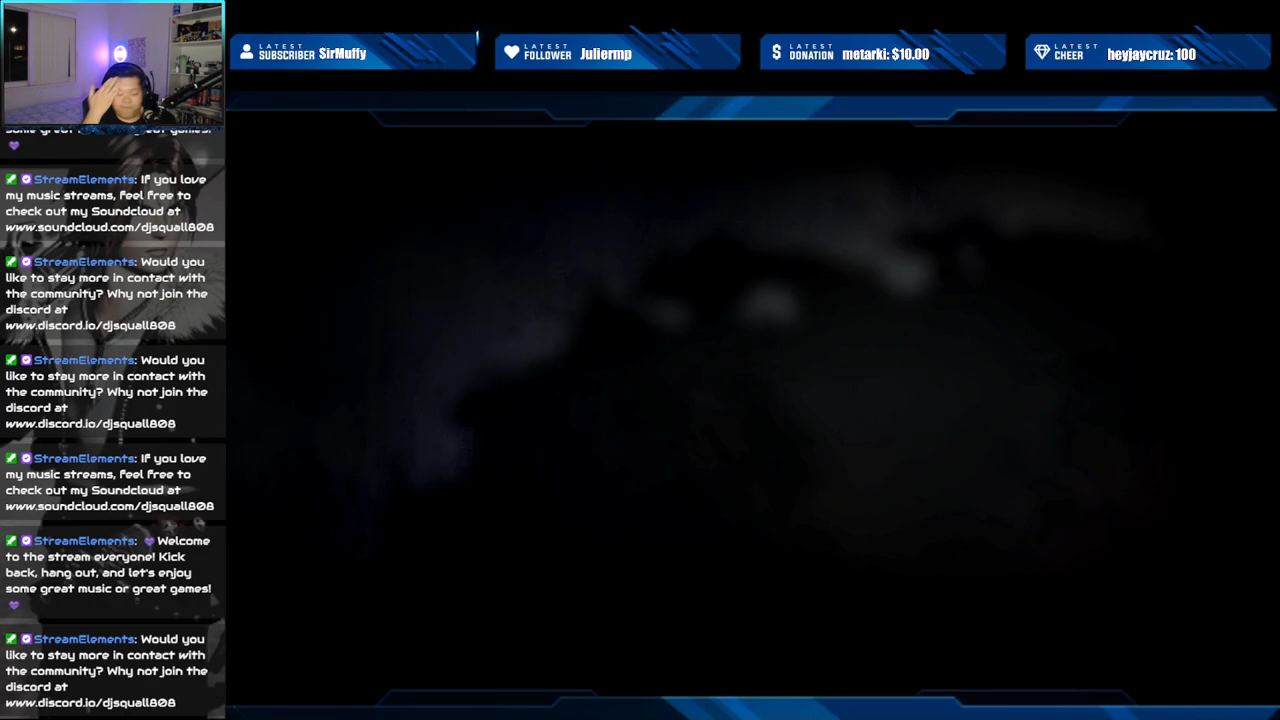 LATEST
SUBSCRIBER SirMuffy
LATEST
FOLLOWER Juliermp
LATEST
DONATION metarki: $10.00
LATEST
CHEER heyjaycruz: 100
StreamElements: If you love
my music streams, feel free to
check out my Soundcloud at
www.soundcloud.com/djsquall808
StreamElements: Would you
like to stay more in contact with
the community? Why not join the
discord at
www.discord.io/djsquall808
StreamElements: Would you
like to stay more in contact with
the community? Why not join the
discord at
www.discord.io/djsquall808
StreamElements: If you love
my music streams, feel free to
check out my Soundcloud at
www.soundcloud.com/djsquall808
StreamElements: 💜Welcome
to the stream everyone! Kick
back, hang out, and let's enjoy
some great music or great games!
💜
StreamElements: Would you
like to stay more in contact with
the community? Why not join the
discord at
www.discord.io/djsquall808